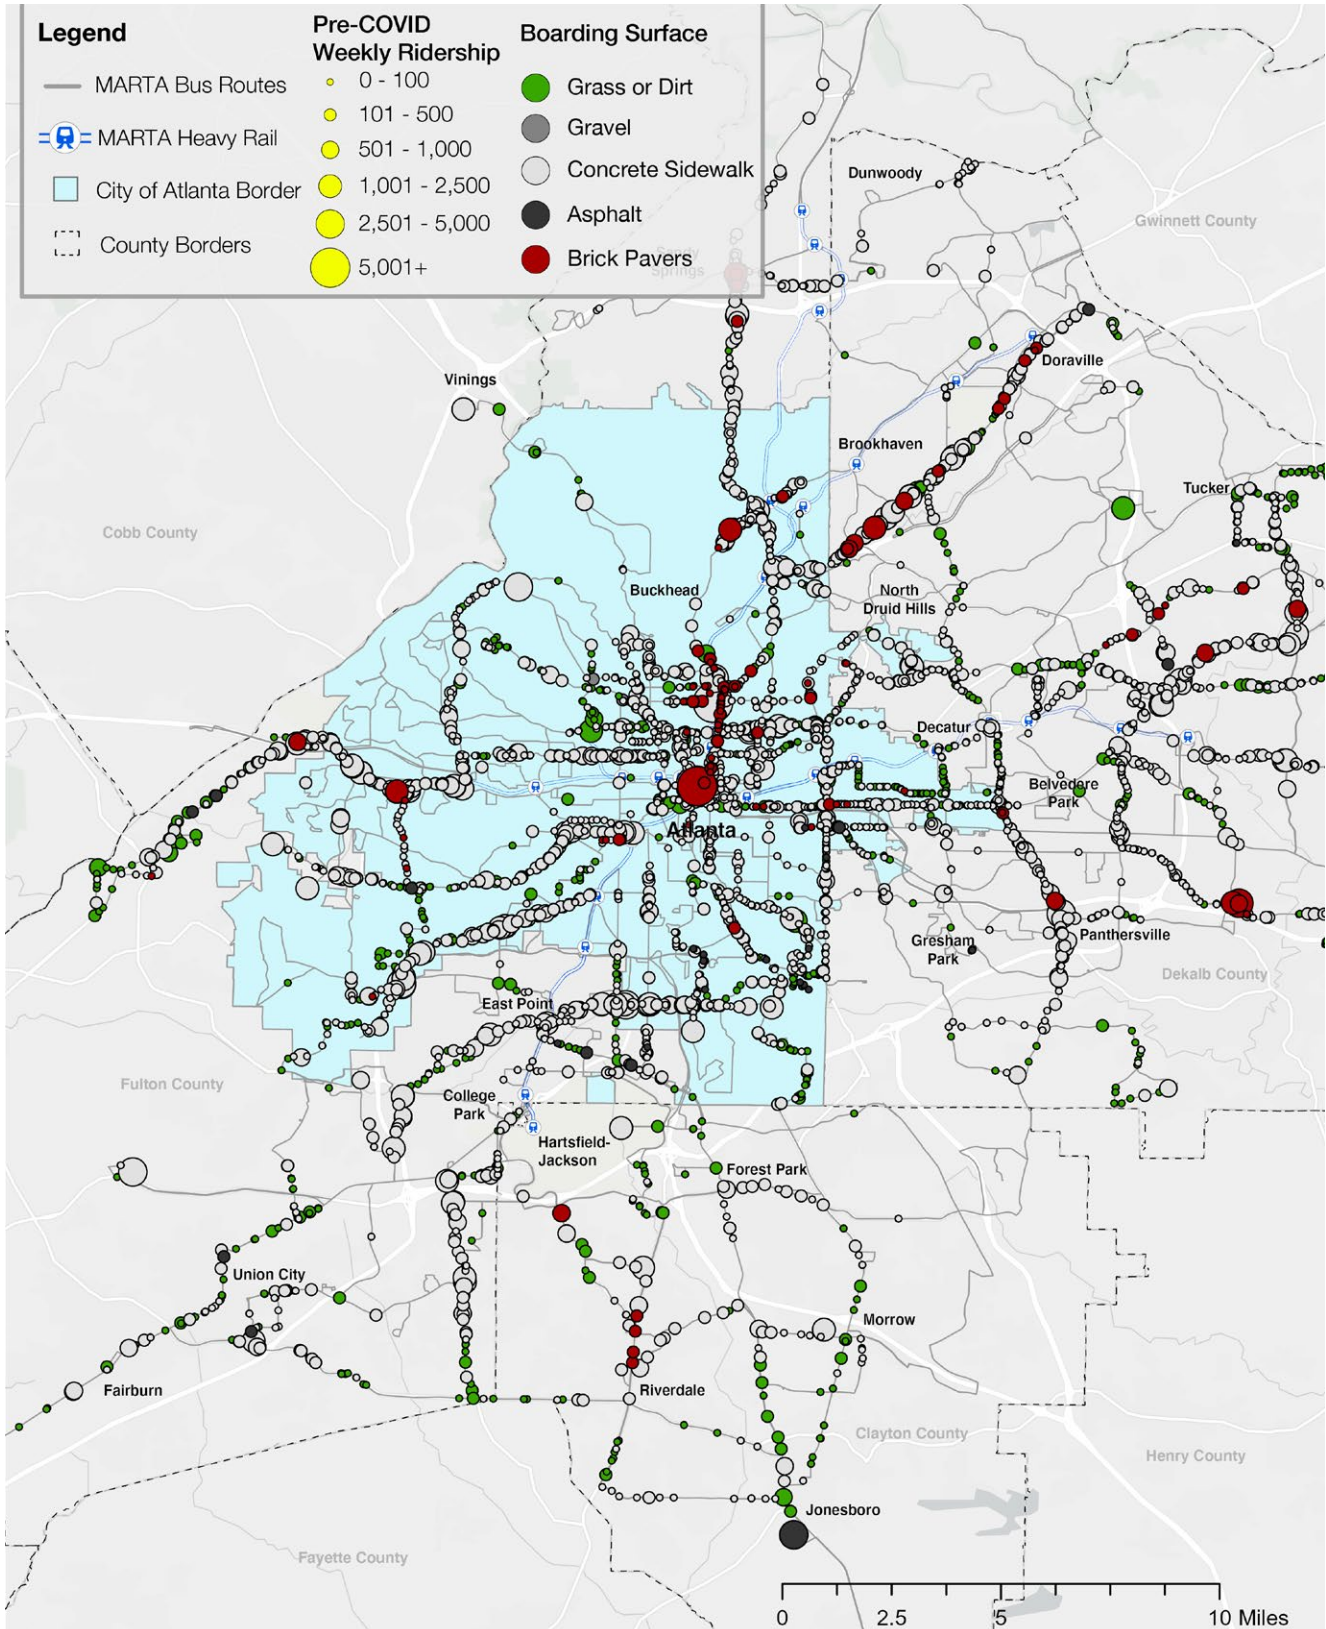 Legend
MARTA Bus Routes
MARTA Heavy Rail
City of Atlanta Border
County Borders
Pre-COVID
Weekly Ridership
0 - 100
101 - 500
501 - 1,000
1,001 - 2,500
2,501 - 5,000
5,001+
Boarding Surface
Grass or Dirt
Gravel
Concrete Sidewalk
Asphalt
Brick Pavers
Dunwoody
Gwinnett County
Sandy
Springs
Doraville
Vinings
Brookhaven
Tucker
Cobb County
Buckhead
North
Druid Hills
Decatur
Belvedere
Park
Atlanta
Panthersville
Gresham
Park
Dekalb County
East Point
Fulton County
College
Park
Hartsfield-
Jackson
Forest Park
Union City
Morrow
Fairburn
Riverdale
Clayton County
Henry County
Jonesboro
Fayette County
0 2.5 5 10 Miles